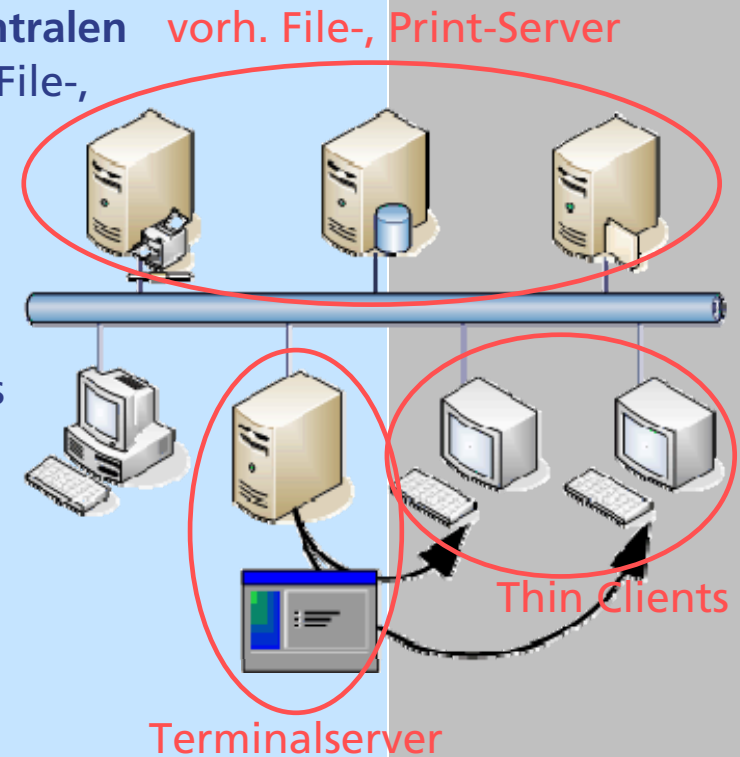 ntralen vorh. File-, Print-Server
File-,
s
Thin Clients
Terminalserver